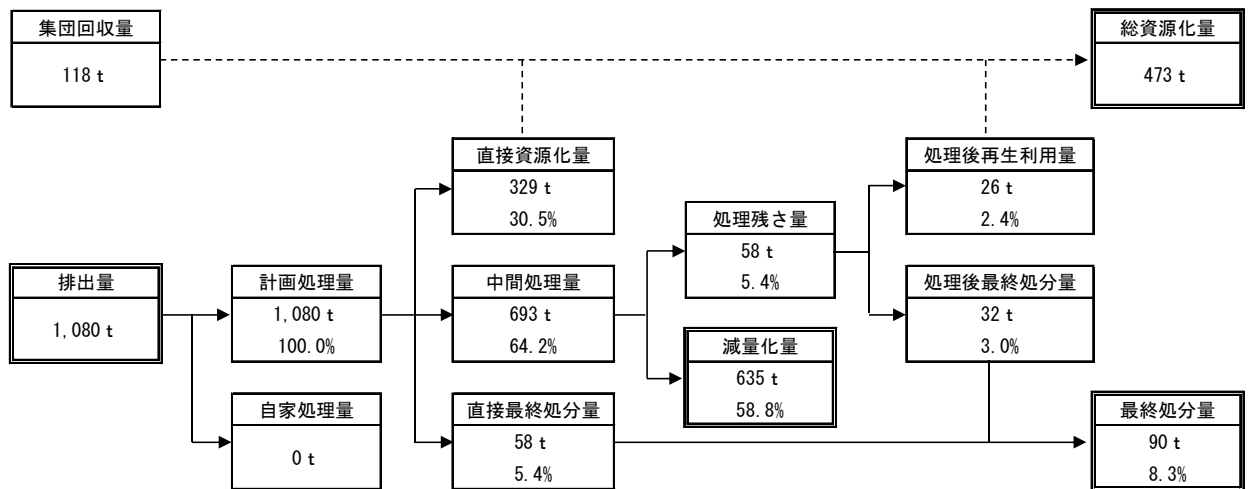 集団回収量
118 t
総資源化量
473 t
直接資源化量
329 t
30.5%
処理後再生利用量
26 t
2.4%
処理残さ量
58 t
5.4%
排出量
1,080 t
計画処理量
1,080 t
100.0%
中間処理量
693 t
64.2%
処理後最終処分量
32 t
3.0%
減量化量
635 t
58.8%
自家処理量
0 t
直接最終処分量
58 t
5.4%
最終処分量
90 t
8.3%